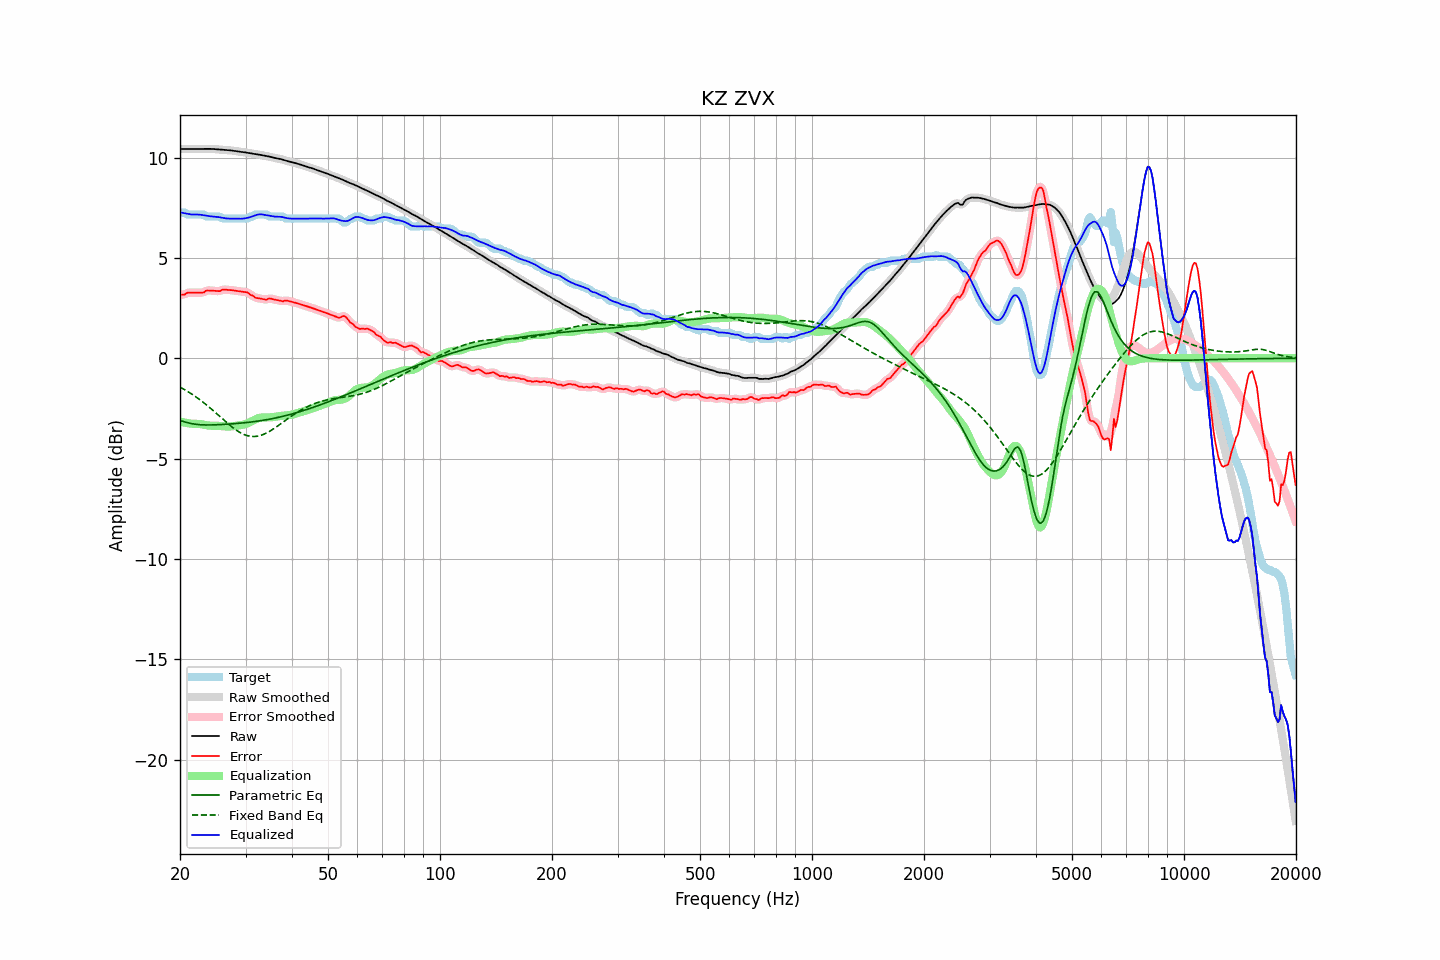 KZ ZVX
Amplitude (dBr)
10
5
0
−5
−10
−15
−20
Target
Raw Smoothed
Error Smoothed
Raw
Error
Equalization
Parametric Eq
Fixed Band Eq
Equalized
20 50 100 200 500 1000 2000 5000 10000 20000
Frequency (Hz)